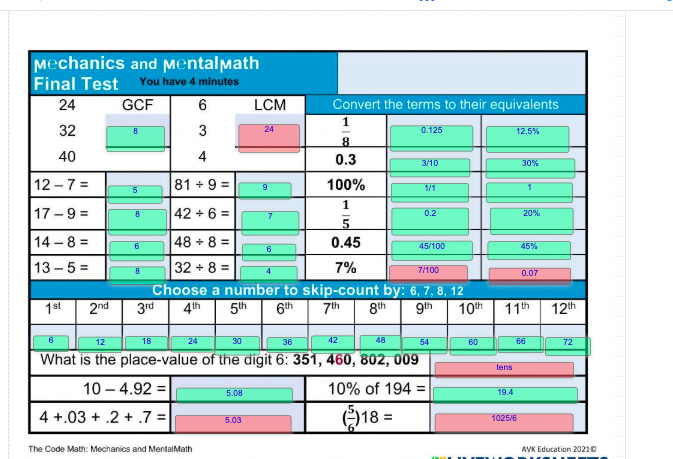 Mechanics and MentalMath
Final Test You have 4 minutes
24 GCF 6 LCM Convert the terms to their equivalents
32 8 3 24 1/8 0.125 12.5%
40 4 0.3 3/10 30%
12 – 7 = 5 81 ÷ 9 = 9 100% 1/1 1
17 – 9 = 8 42 ÷ 6 = 7 1/5 0.2 20%
14 – 8 = 6 48 ÷ 8 = 6 0.45 45/100 45%
13 – 5 = 8 32 ÷ 8 = 4 7% 7/100 0.07
Choose a number to skip-count by: 6, 7, 8, 12
1st 2nd 3rd 4th 5th 6th 7th 8th 9th 10th 11th 12th
6 12 18 24 30 36 42 48 54 60 66 72
What is the place-value of the digit 6: 351, 460, 802, 009 tens
10 – 4.92 = 5.08 10% of 194 = 19.4
4 +.03 + .2 + .7 = 5.03 (5/6)18 = 1025/6
The Code Math: Mechanics and MentalMath AVK Education 2021©